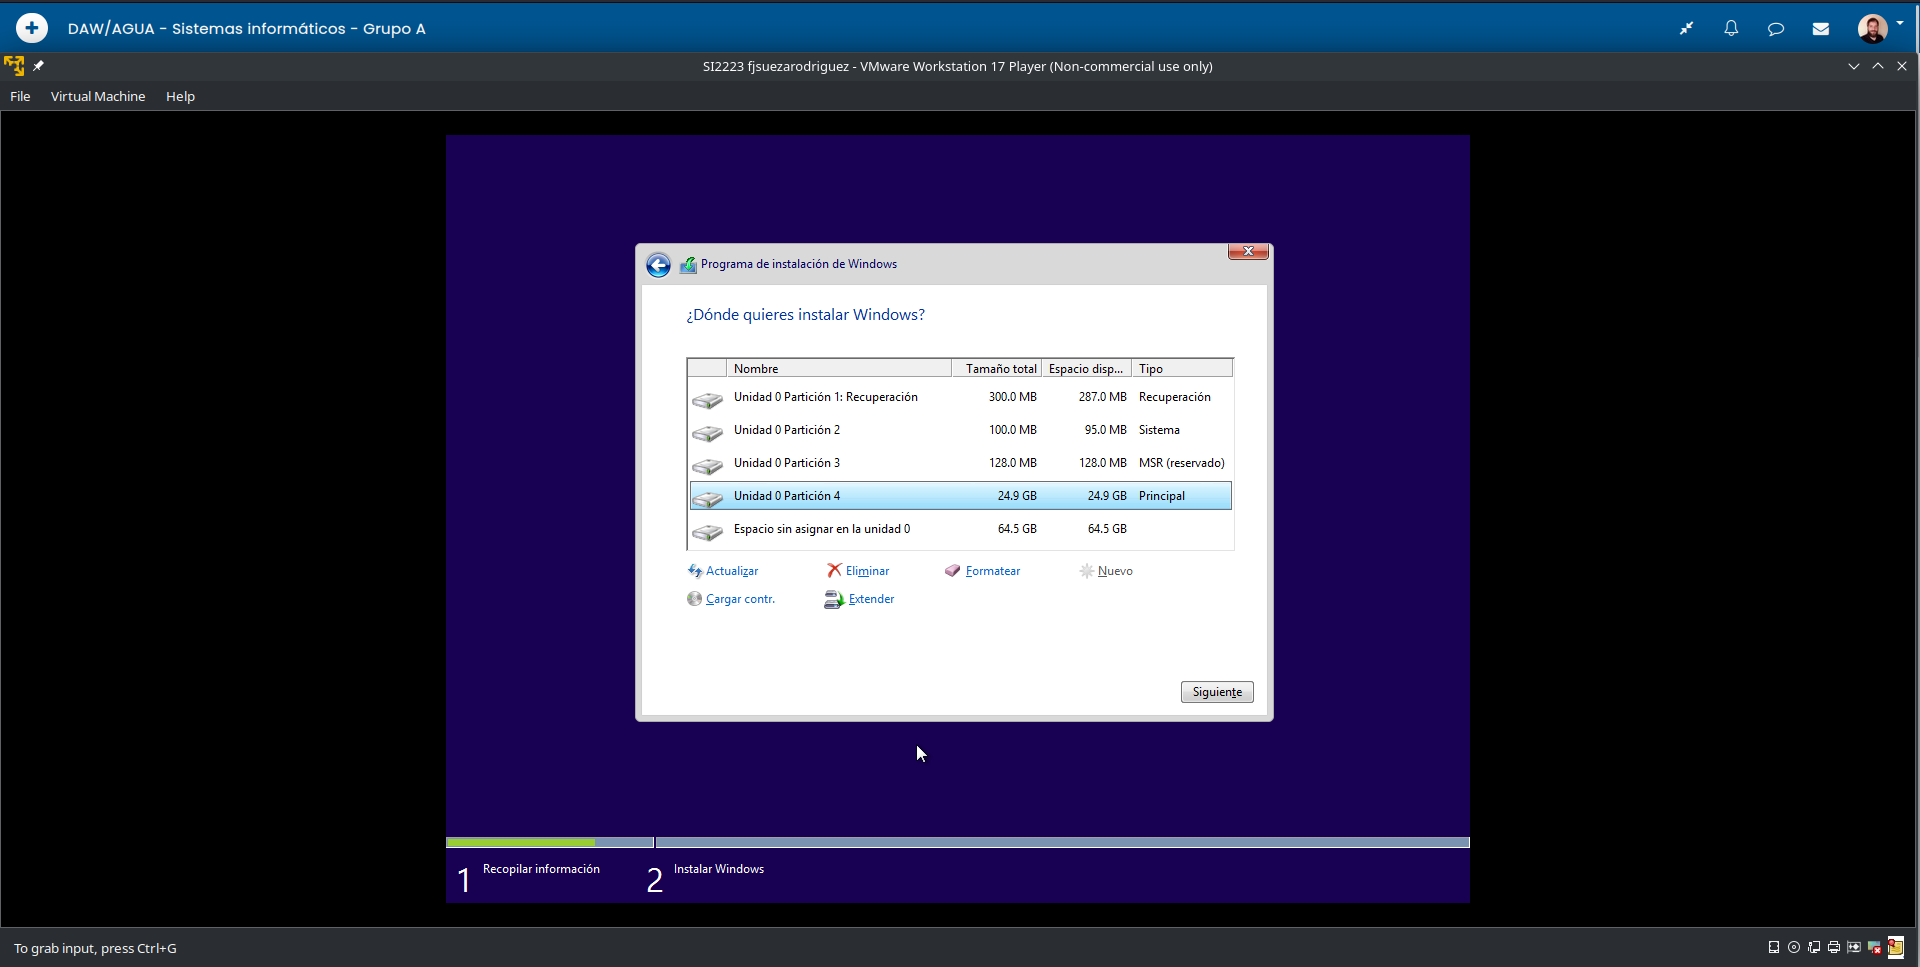 DAW/AGUA - Sistemas informáticos - Grupo A
SI2223 fjsuezarodriguez - VMware Workstation 17 Player (Non-commercial use only)
File Virtual Machine Help
Programa de instalación de Windows
¿Dónde quieres instalar Windows?
Nombre Tamaño total Espacio disp... Tipo
Unidad 0 Partición 1: Recuperación 300.0 MB 287.0 MB Recuperación
Unidad 0 Partición 2 100.0 MB 95.0 MB Sistema
Unidad 0 Partición 3 128.0 MB 128.0 MB MSR (reservado)
Unidad 0 Partición 4 24.9 GB 24.9 GB Principal
Espacio sin asignar en la unidad 0 64.5 GB 64.5 GB
Actualizar Eliminar Formatear Nuevo
Cargar contr. Extender
Siguiente
1 Recopilar información 2 Instalar Windows
To grab input, press Ctrl+G